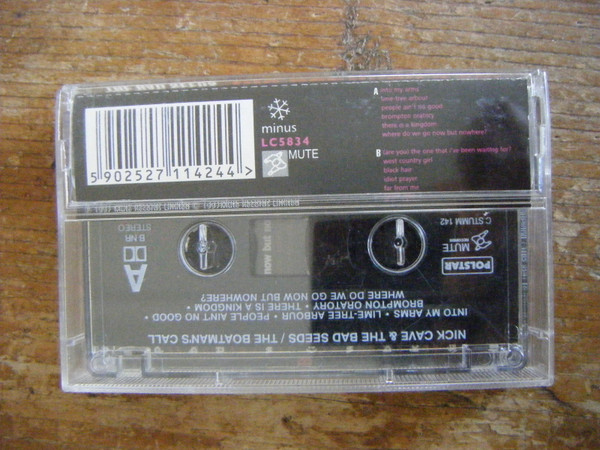 minus
LC5834
MUTE
5 902527 114244 >
A into my arms
lime tree arbour
people ain't no good
brompton oratory
there is a kingdom
where do we go now but nowhere?
B (are you) the one that i've been waiting for?
west country girl
black hair
idiot prayer
far from me
NICK CAVE & THE BAD SEEDS / THE BOATMAN'S CALL
INTO MY ARMS • LIME-TREE ARBOUR • PEOPLE AIN'T NO GOOD •
BROMPTON ORATORY • THERE IS A KINGDOM •
WHERE DO WE GO NOW BUT NOWHERE?
A
POLSTAR
MUTE
C STUMM 142
B NR
STEREO
now but no